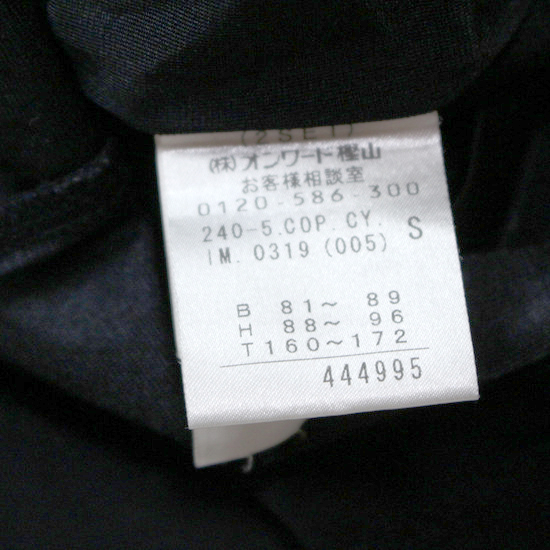 (2SET)
(株)オンワード樫山
お客様相談室
0120-586-300
240-5.COP.CY. S
IM. 0319 (005)
B 81〜 89
H 88〜 96
T 160〜172
444995